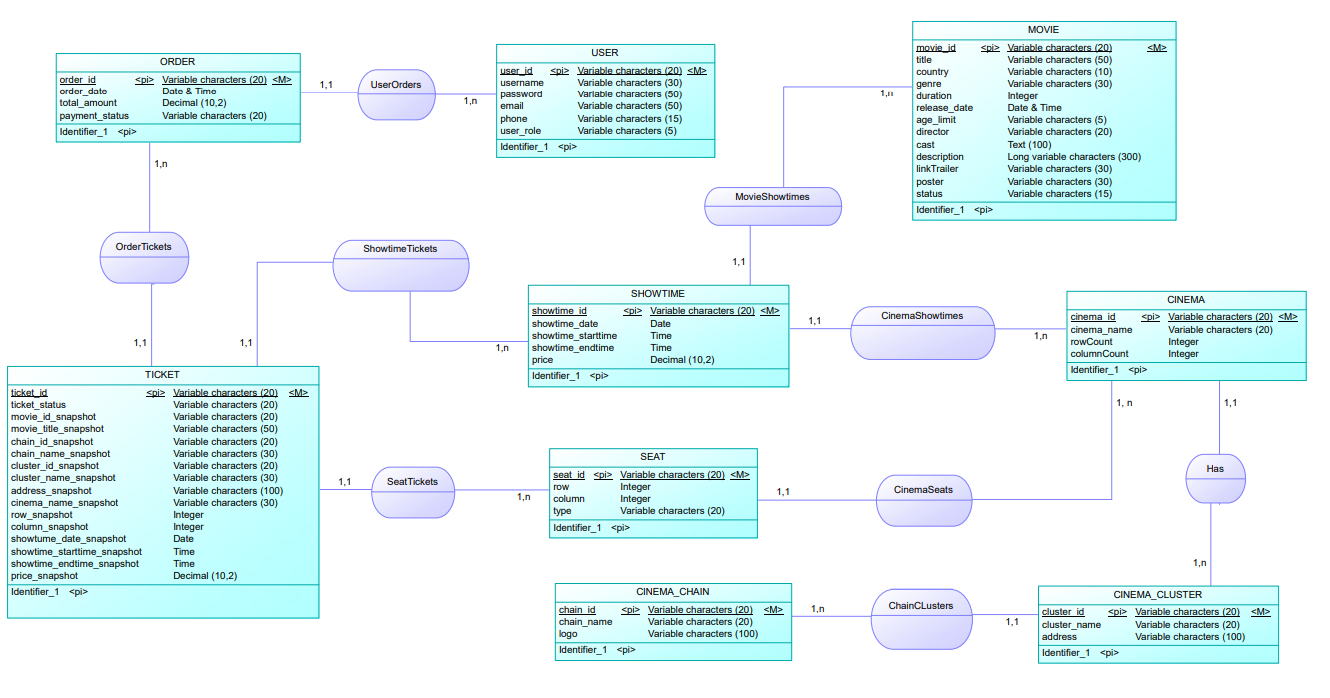 ORDER
order_id <pi> Variable characters (20) <M>
order_date Date & Time
total_amount Decimal (10,2)
payment_status Variable characters (20)
Identifier_1 <pi>
1,1
UserOrders
1,n
USER
user_id <pi> Variable characters (20) <M>
username Variable characters (30)
password Variable characters (50)
email Variable characters (50)
phone Variable characters (15)
user_role Variable characters (5)
Identifier_1 <pi>
MOVIE
movie_id <pi> Variable characters (20) <M>
title Variable characters (50)
country Variable characters (10)
genre Variable characters (30)
duration Integer
release_date Date & Time
age_limit Variable characters (5)
director Variable characters (20)
cast Text (100)
description Long variable characters (300)
linkTrailer Variable characters (30)
poster Variable characters (30)
status Variable characters (15)
Identifier_1 <pi>
1,n
MovieShowtimes
1,1
1,n
OrderTickets
1,1
ShowtimeTickets
1,1
1,n
SHOWTIME
showtime_id <pi> Variable characters (20) <M>
showtime_date Date
showtime_starttime Time
showtime_endtime Time
price Decimal (10,2)
Identifier_1 <pi>
1,1
CinemaShowtimes
1,n
CINEMA
cinema_id <pi> Variable characters (20) <M>
cinema_name Variable characters (20)
rowCount Integer
columnCount Integer
Identifier_1 <pi>
TICKET
ticket_id <pi> Variable characters (20) <M>
ticket_status Variable characters (20)
movie_id_snapshot Variable characters (20)
movie_title_snapshot Variable characters (50)
chain_id_snapshot Variable characters (20)
chain_name_snapshot Variable characters (30)
cluster_id_snapshot Variable characters (20)
cluster_name_snapshot Variable characters (30)
address_snapshot Variable characters (100)
cinema_name_snapshot Variable characters (30)
row_snapshot Integer
column_snapshot Integer
showtume_date_snapshot Date
showtime_starttime_snapshot Time
showtime_endtime_snapshot Time
price_snapshot Decimal (10,2)
Identifier_1 <pi>
1,1
SeatTickets
1,n
SEAT
seat_id <pi> Variable characters (20) <M>
row Integer
column Integer
type Variable characters (20)
Identifier_1 <pi>
1,1
CinemaSeats
1, n
1,1
Has
1,n
CINEMA_CHAIN
chain_id <pi> Variable characters (20) <M>
chain_name Variable characters (20)
logo Variable characters (100)
Identifier_1 <pi>
1,n
ChainCLusters
1,1
CINEMA_CLUSTER
cluster_id <pi> Variable characters (20) <M>
cluster_name Variable characters (20)
address Variable characters (100)
Identifier_1 <pi>